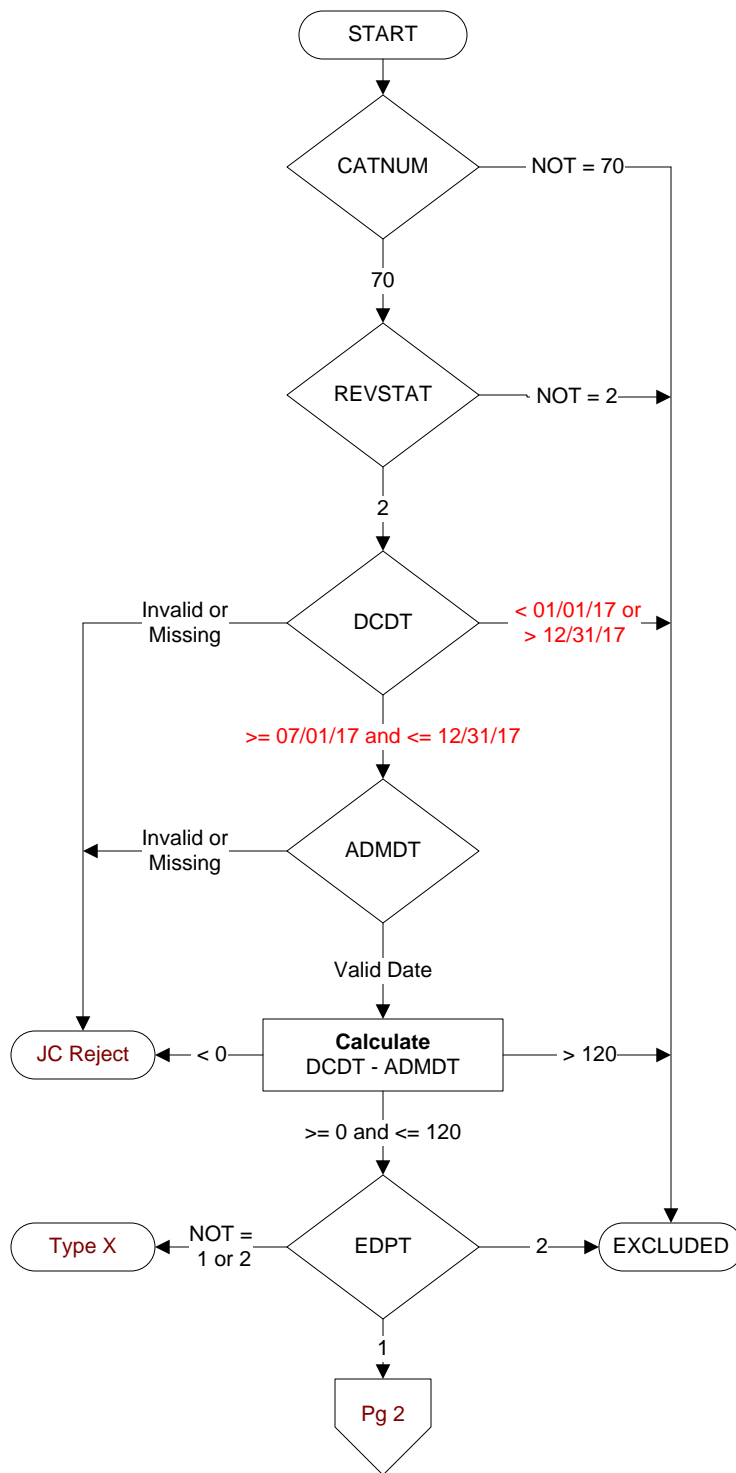 START
CATNUM
NOT = 70
70
REVSTAT
NOT = 2
2
Invalid or
Missing
DCDT
< 01/01/17 or
> 12/31/17
>= 07/01/17 and <= 12/31/17
Invalid or
Missing
ADMDT
Valid Date
JC Reject
< 0
Calculate
DCDT - ADMDT
> 120
>= 0 and <= 120
Type X
NOT =
1 or 2
EDPT
2
EXCLUDED
1
Pg 2